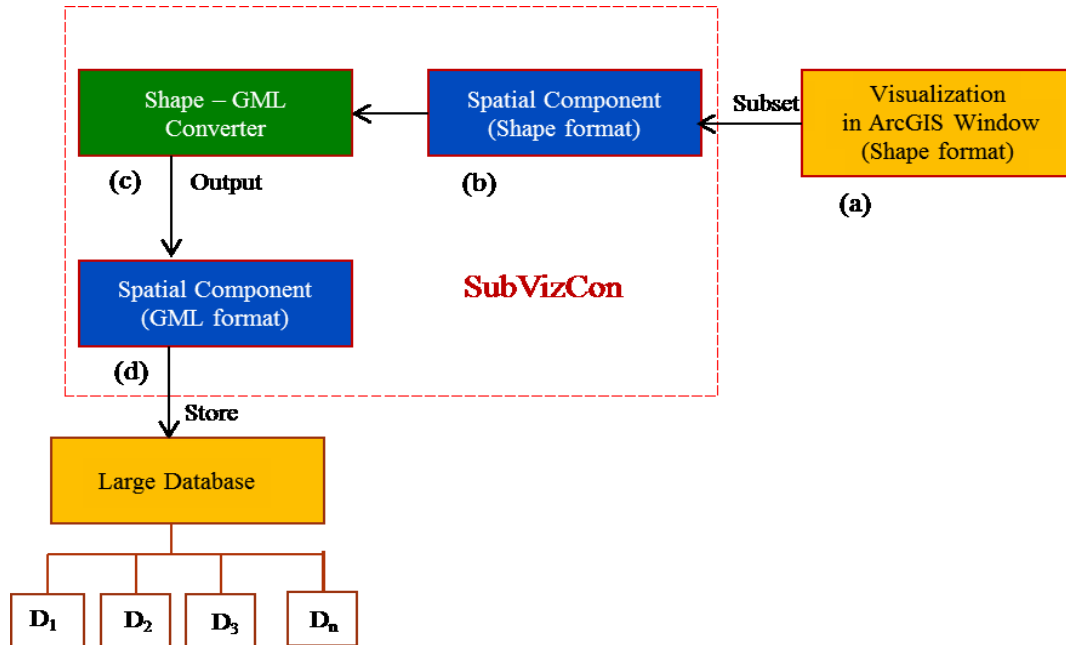 Shape – GML
Converter
Spatial Component
(Shape format)
Subset
Visualization
in ArcGIS Window
(Shape format)
(c)
Output
(b)
(a)
Spatial Component
(GML format)
SubVizCon
(d)
Store
Large Database
D1 D2 D3 Dn